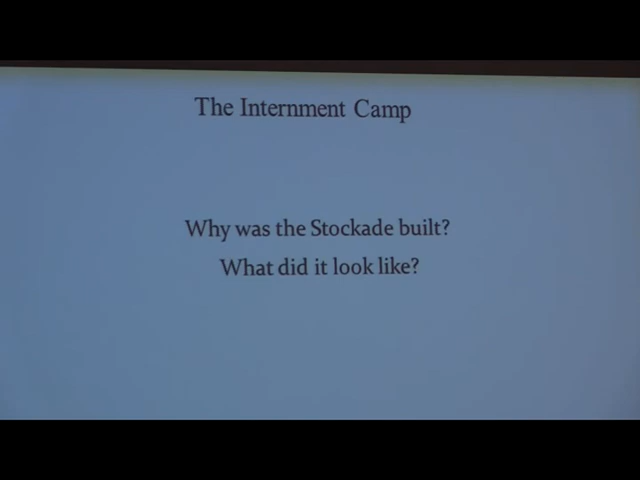 The Internment Camp
Why was the Stockade built?
What did it look like?